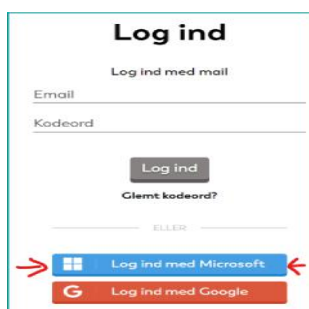 Log ind
Log ind med mail
Email
Kodeord
Log ind
Glemt kodeord?
ELLER
Log ind med Microsoft
G Log ind med Google